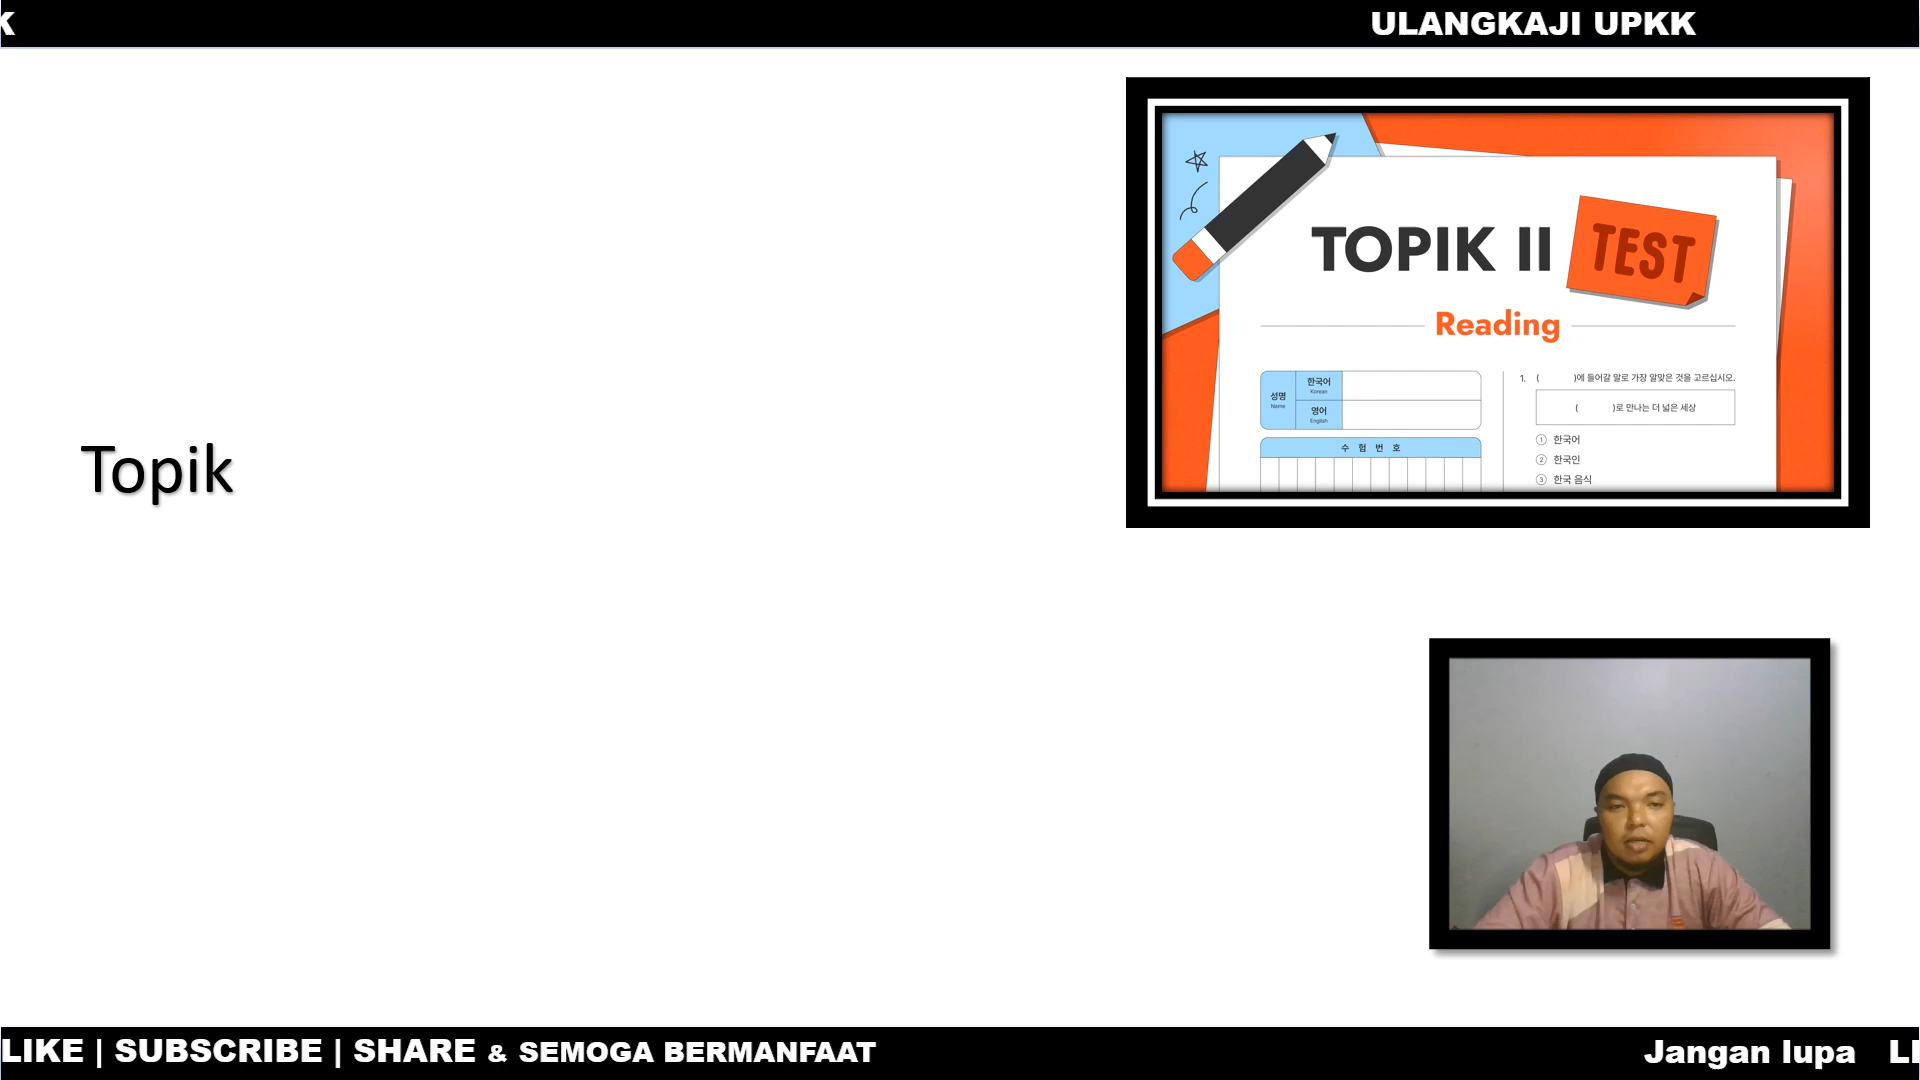 K
ULANGKAJI UPKK
TOPIK II
TEST
Reading
성명
Name
한국어
Korean
영어
English
수 험 번 호
1. ( )에 들어갈 말로 가장 알맞은 것을 고르십시오.
( )로 만나는 더 넓은 세상
① 한국어
② 한국인
③ 한국 음식
Topik
LIKE | SUBSCRIBE | SHARE & SEMOGA BERMANFAAT
Jangan lupa LI